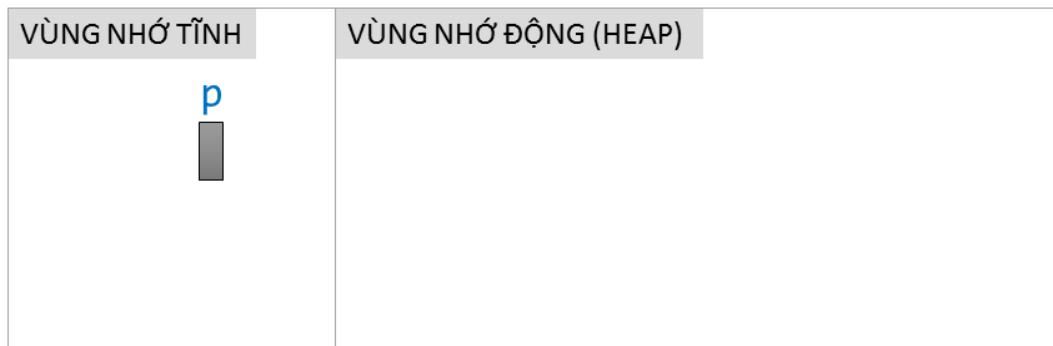 VÙNG NHỚ TĨNH
VÙNG NHỚ ĐỘNG (HEAP)
p